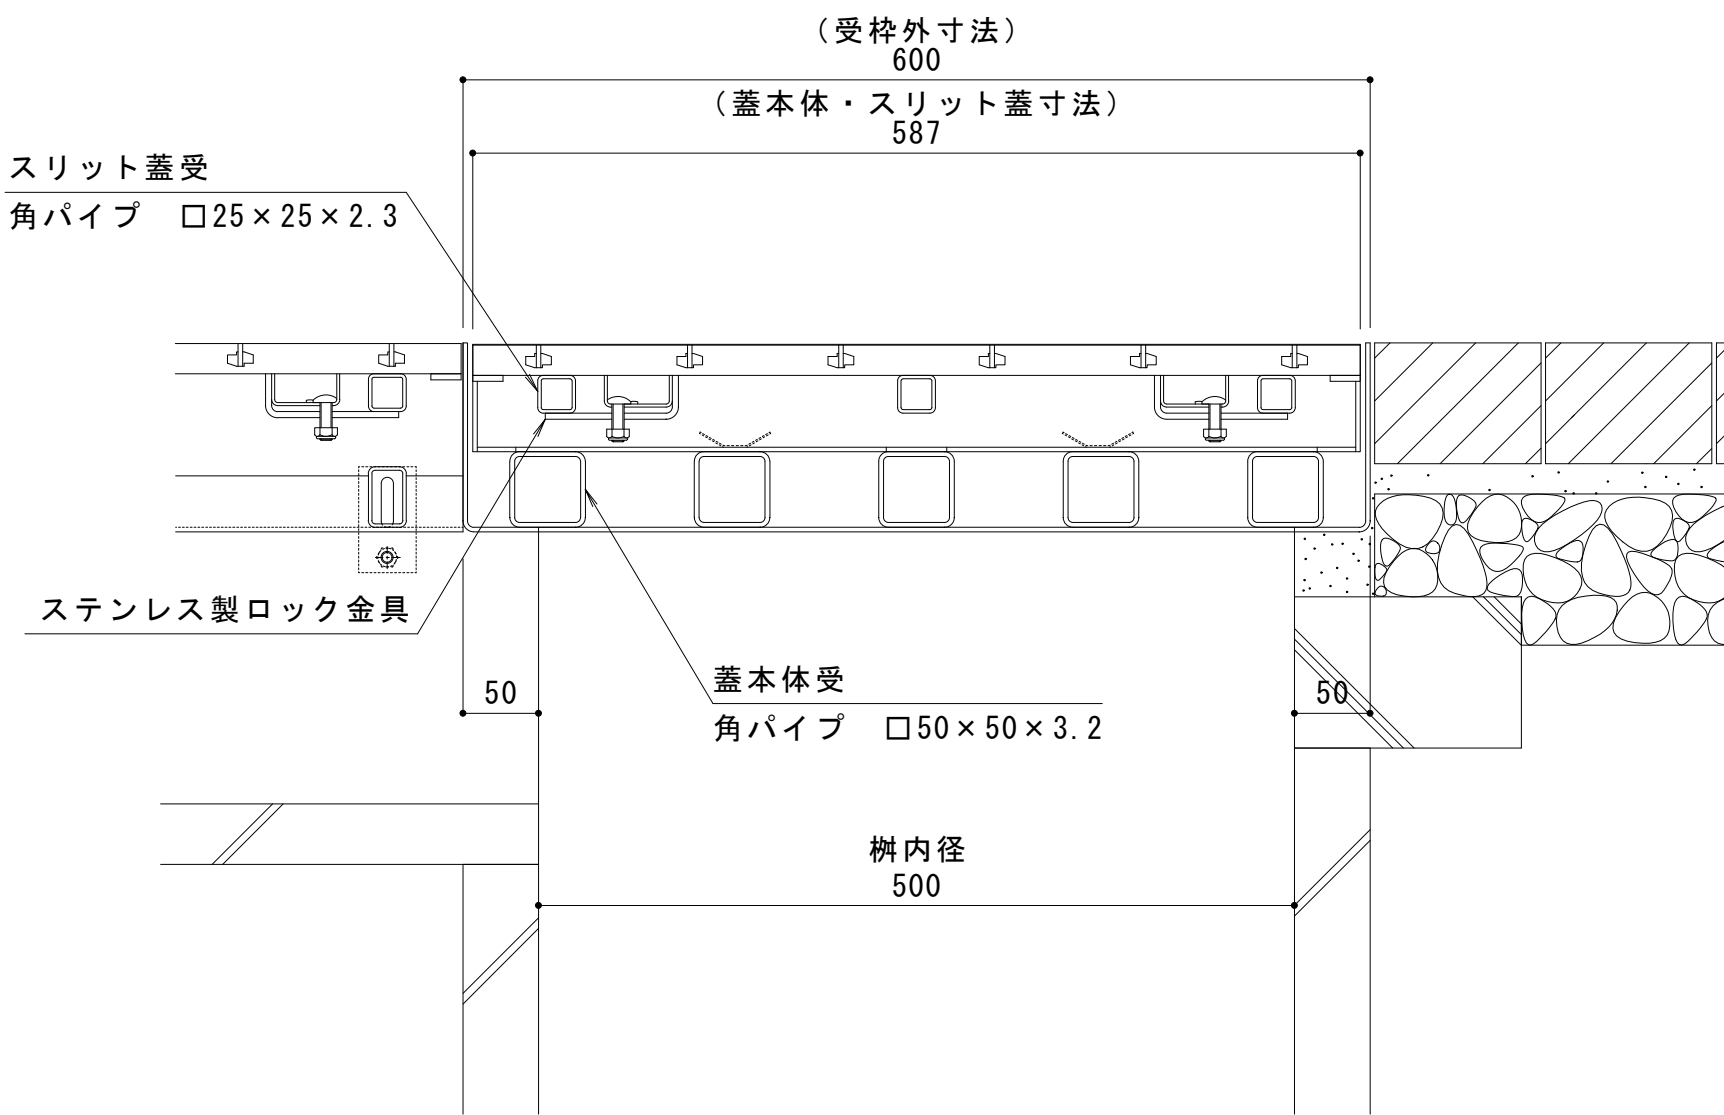 （受枠外寸法）
600
（蓋本体・スリット蓋寸法）
587
スリット蓋受
角パイプ　□25×25×2.3
ステンレス製ロック金具
50
蓋本体受
角パイプ　□50×50×3.2
50
桝内径
500